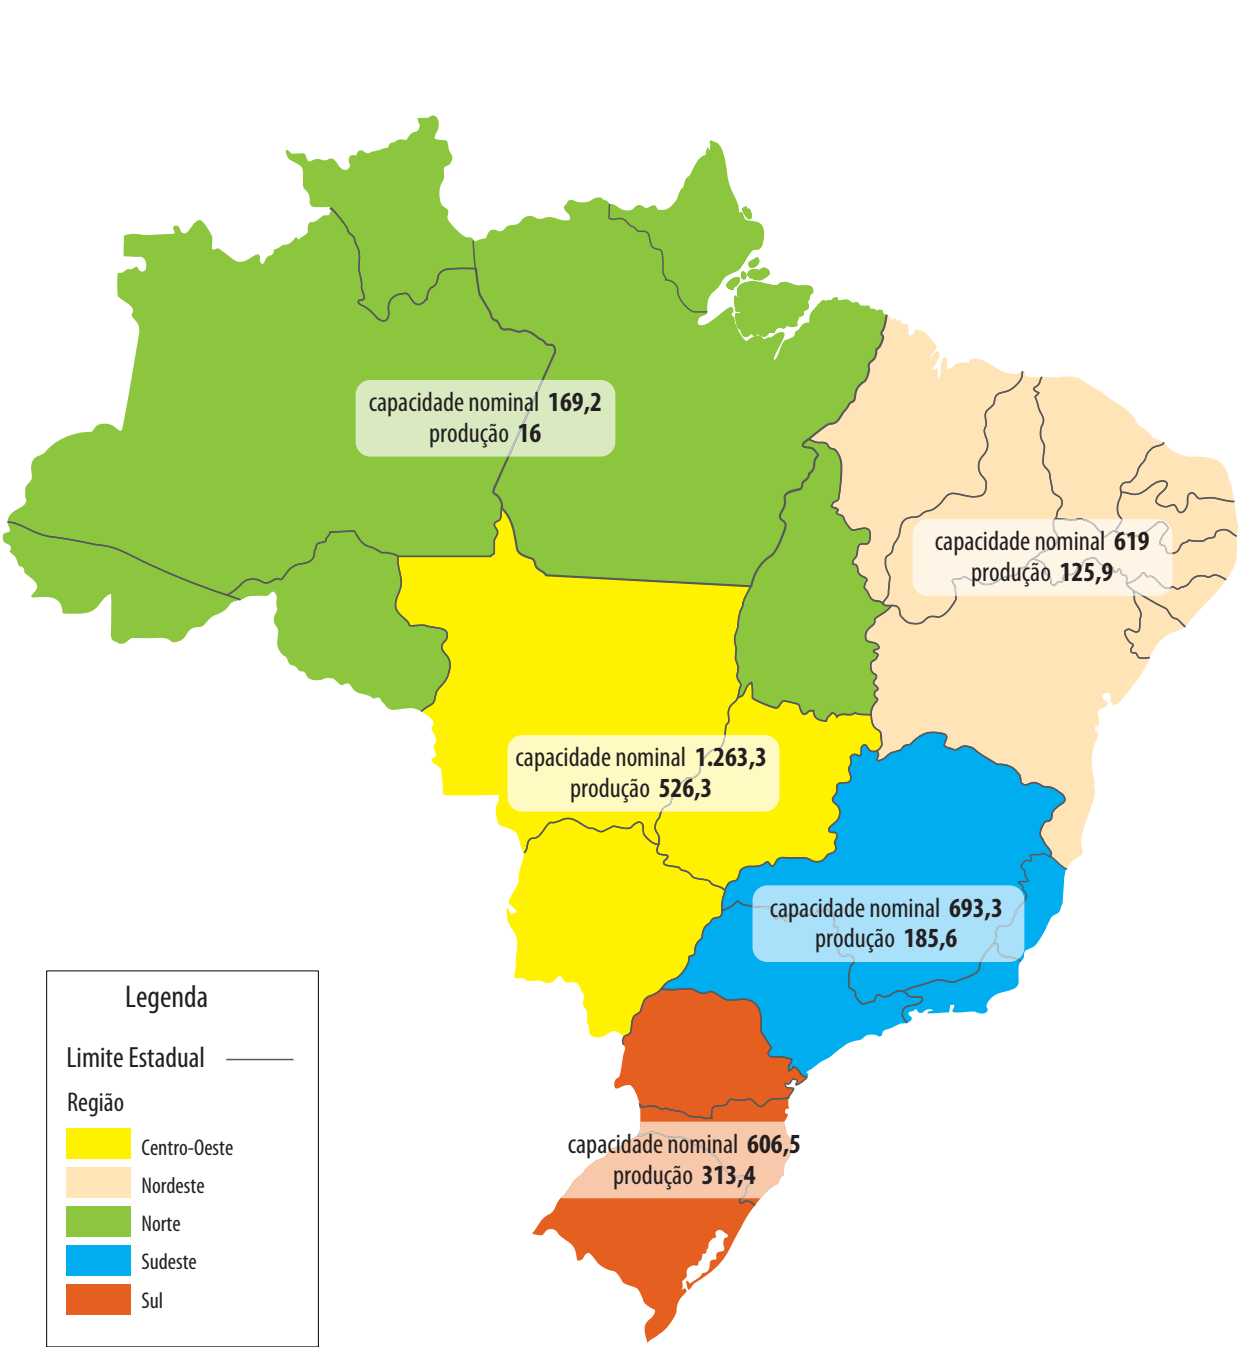 capacidade nominal 169,2
produção 16
capacidade nominal 619
produção 125,9
capacidade nominal 1.263,3
produção 526,3
capacidade nominal 693,3
produção 185,6
capacidade nominal 606,5
produção 313,4
Legenda
Limite Estadual
Região
Centro-Oeste
Nordeste
Norte
Sudeste
Sul